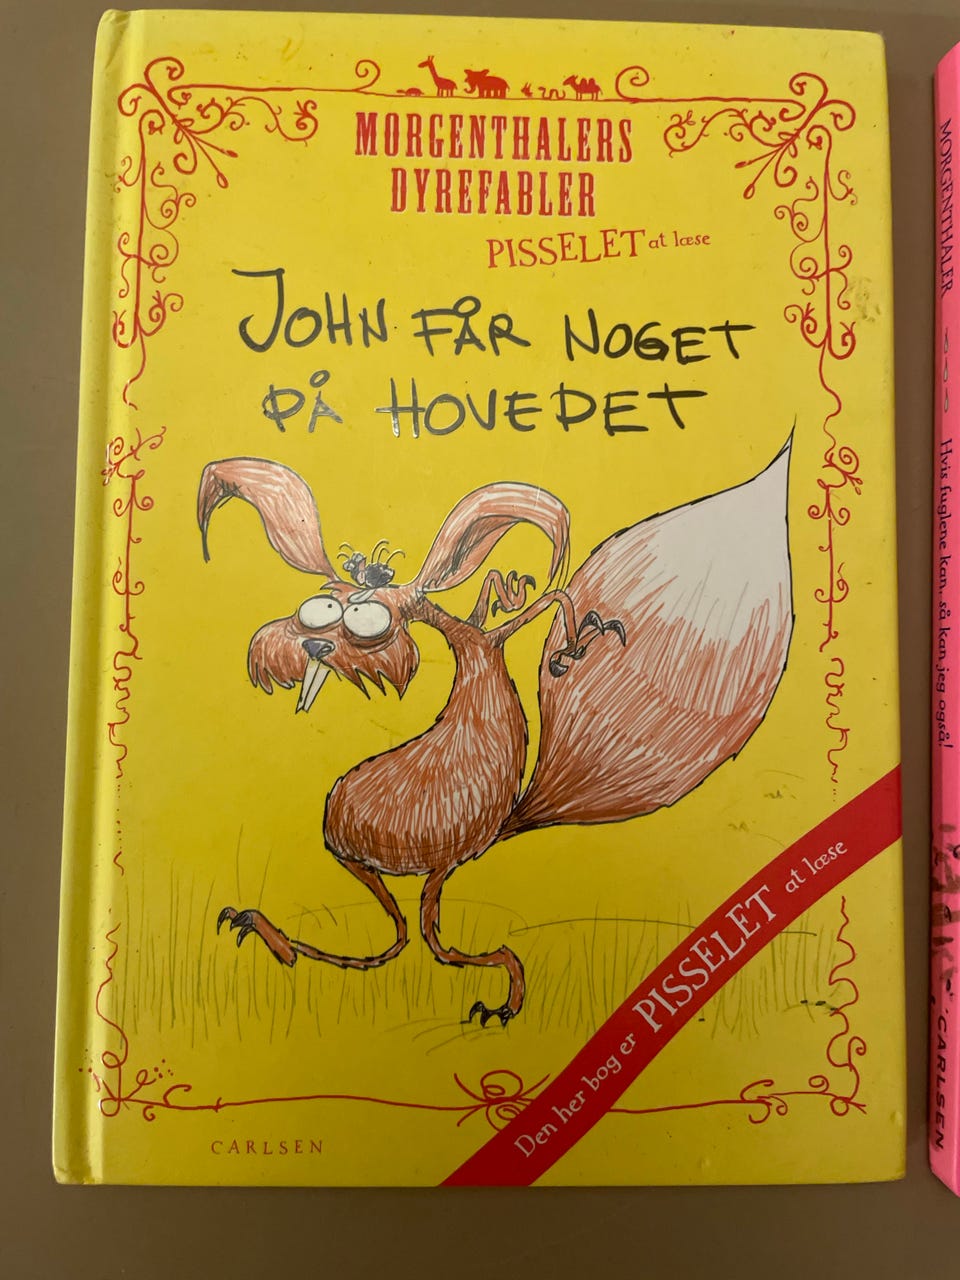 MORGENTHALERS
DYREFABLER
PISSELET at læse
JOHN FÅR NOGET
PÅ HOVEDET
Den her bog er PISSELET at læse
CARLSEN
MORGENTHALER Hvis fuglene kan, så kan jeg også! CARLSEN